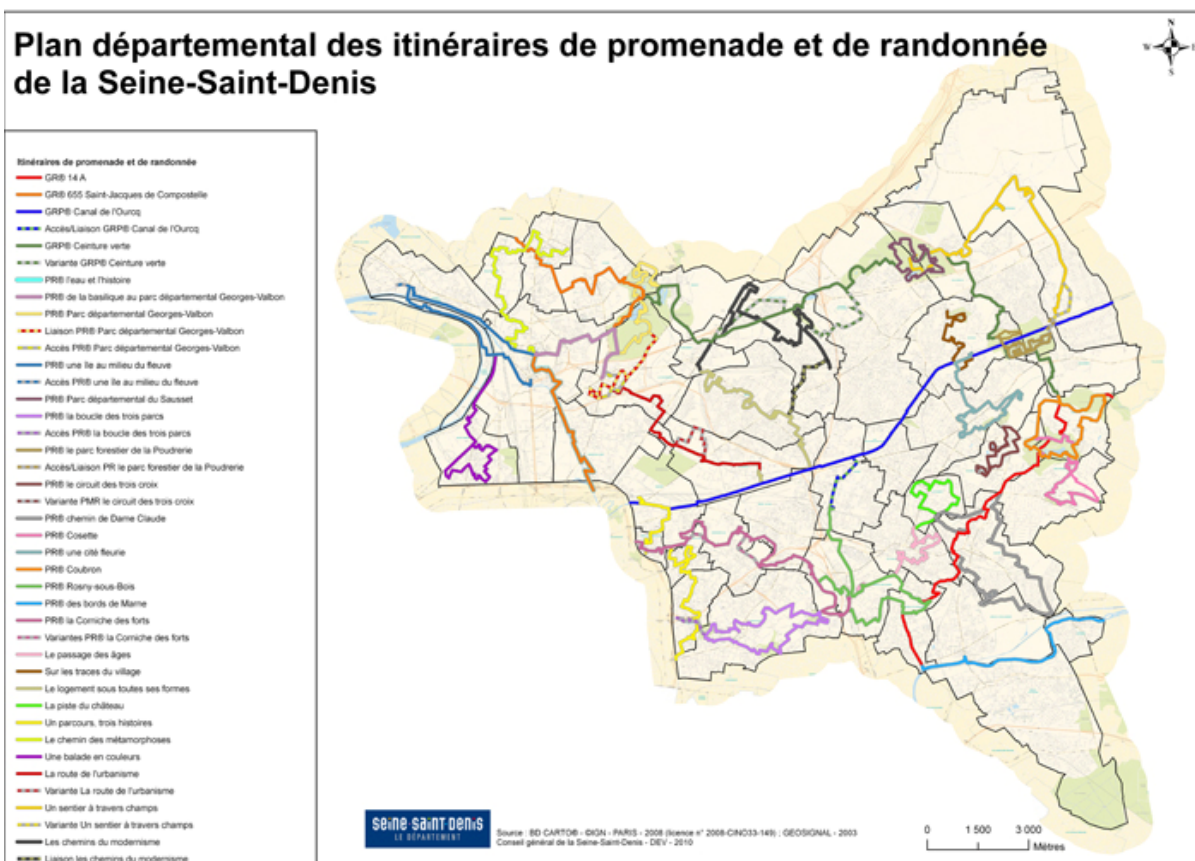 Plan départemental des itinéraires de promenade et de randonnée
de la Seine-Saint-Denis
N
W
E
S
Itinéraires de promenade et de randonnée
GR® 14 A
GR® 655 Saint-Jacques de Compostelle
GRP® Canal de l'Ourcq
Accès/Liaison GRP® Canal de l'Ourcq
GRP® Ceinture verte
Variante GRP® Ceinture verte
PR® l'eau et l'histoire
PR® de la basilique au parc départemental Georges-Valbon
PR® Parc départemental Georges-Valbon
Liaison PR® Parc départemental Georges-Valbon
Accès PR® Parc départemental Georges-Valbon
PR® une île au milieu du fleuve
Accès PR® une île au milieu du fleuve
PR® Parc départemental du Sausset
PR® la boucle des trois parcs
Accès PR® la boucle des trois parcs
PR® le parc forestier de la Poudrerie
Accès/Liaison PR le parc forestier de la Poudrerie
PR® le circuit des trois croix
Variante PMR le circuit des trois croix
PR® chemin de Dame Claude
PR® Cosette
PR® une cité fleurie
PR® Coubron
PR® Rosny-sous-Bois
PR® des bords de Marne
PR® la Corniche des forts
Variantes PR® la Corniche des forts
Le passage des âges
Sur les traces du village
Le logement sous toutes ses formes
La piste du château
Un parcours, trois histoires
Le chemin des métamorphoses
Une balade en couleurs
La route de l'urbanisme
Variante La route de l'urbanisme
Un sentier à travers champs
Variante Un sentier à travers champs
Les chemins du modernisme
Liaison les chemins du modernisme
seine-saint-denis
LE DÉPARTEMENT
Source : BD CARTO® - ©IGN - PARIS - 2008 (licence n° 2008-CINO33-149) ; GEOSIGNAL - 2003
Conseil général de la Seine-Saint-Denis - DEV - 2010
0 1 500 3 000
Mètres